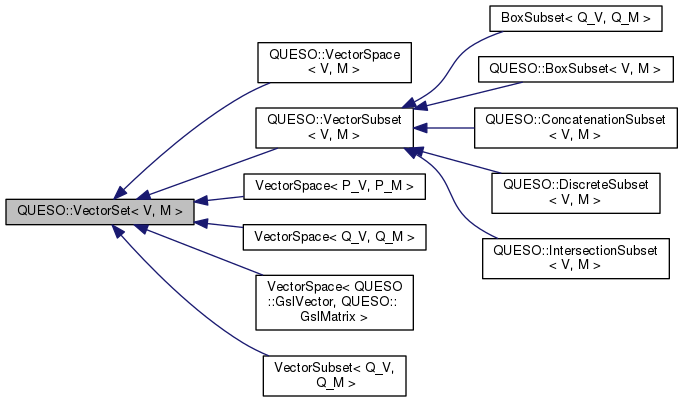 QUESO::VectorSet< V, M >
QUESO::VectorSpace
< V, M >
QUESO::VectorSubset
< V, M >
VectorSpace< P_V, P_M >
VectorSpace< Q_V, Q_M >
VectorSpace< QUESO
::GslVector, QUESO::
GslMatrix >
VectorSubset< Q_V,
Q_M >
BoxSubset< Q_V, Q_M >
QUESO::BoxSubset< V, M >
QUESO::ConcatenationSubset
< V, M >
QUESO::DiscreteSubset
< V, M >
QUESO::IntersectionSubset
< V, M >